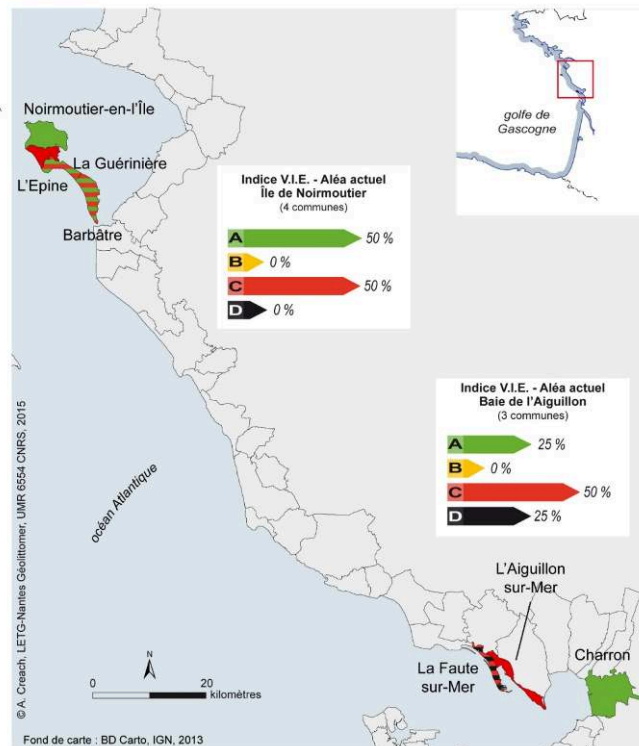 golfe de
Gascogne
Noirmoutier-en-l'Île
La Guérinière
L'Epine
Barbâtre
Indice V.I.E. - Aléa actuel
Île de Noirmoutier
(4 communes)
A 50 %
B 0 %
C 50 %
D 0 %
Indice V.I.E. - Aléa actuel
Baie de l'Aiguillon
(3 communes)
A 25 %
B 0 %
C 50 %
D 25 %
océan Atlantique
L'Aiguillon
sur-Mer
La Faute
sur-Mer
Charron
N
0 20
kilomètres
© A. Creach, LETG-Nantes Géolittomer, UMR 6554 CNRS, 2015
Fond de carte : BD Carto, IGN, 2013